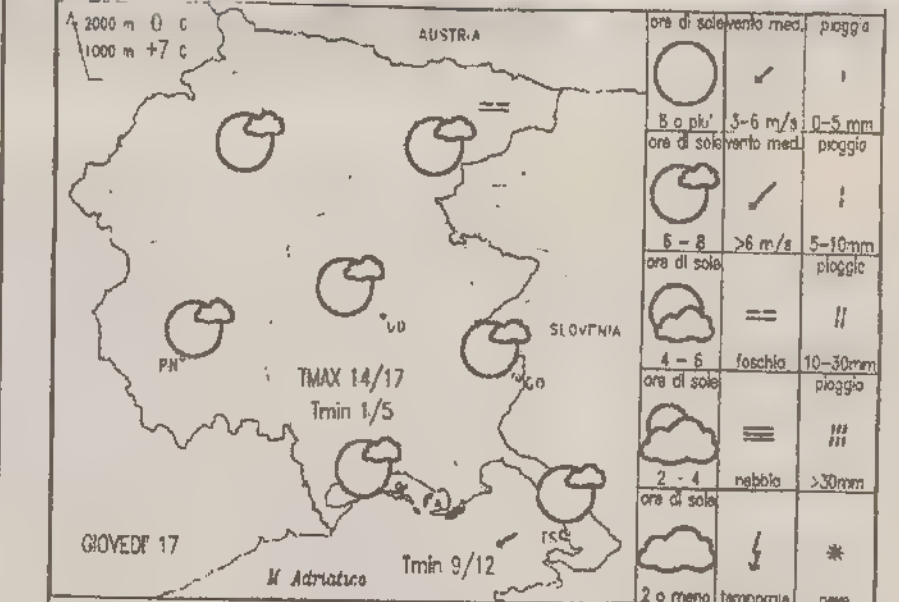 2000 m 0 C
1000 m +7 C
AUSTRIA
SLOVENIA
UD
PN
GO
TMAX 14/17
Tmin 1/5
TS
GIOVEDI' 17
Tmin 9/12
M Adriatico
ore di sole vento med. pioggia
8 o piu' 3-6 m/s 0-5 mm
ore di sole vento med. pioggia
6 - 8 >6 m/s 5-10mm
ore di sole pioggia
4 - 6 foschia 10-30mm
ore di sole pioggia
2 - 4 nebbia >30mm
ore di sole
2 o meno temporale neve